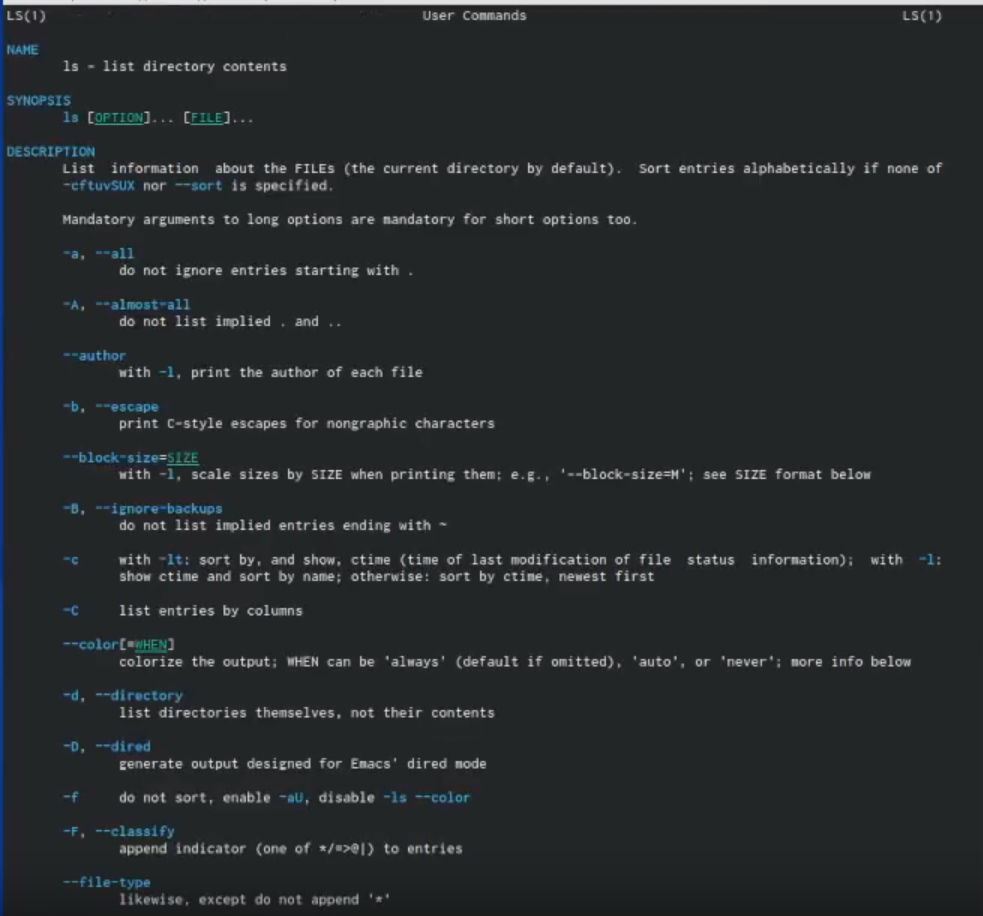 LS(1) User Commands LS(1)
NAME
ls - list directory contents
SYNOPSIS
ls [OPTION]... [FILE]...
DESCRIPTION
List information about the FILEs (the current directory by default). Sort entries alphabetically if none of
-cftuvSUX nor --sort is specified.
Mandatory arguments to long options are mandatory for short options too.
-a, --all
do not ignore entries starting with .
-A, --almost-all
do not list implied . and ..
--author
with -l, print the author of each file
-b, --escape
print C-style escapes for nongraphic characters
--block-size=SIZE
with -l, scale sizes by SIZE when printing them; e.g., '--block-size=M'; see SIZE format below
-B, --ignore-backups
do not list implied entries ending with ~
-c with -lt: sort by, and show, ctime (time of last modification of file status information); with -l:
show ctime and sort by name; otherwise: sort by ctime, newest first
-C list entries by columns
--color[=WHEN]
colorize the output; WHEN can be 'always' (default if omitted), 'auto', or 'never'; more info below
-d, --directory
list directories themselves, not their contents
-D, --dired
generate output designed for Emacs' dired mode
-f do not sort, enable -aU, disable -ls --color
-F, --classify
append indicator (one of */=>@|) to entries
--file-type
likewise, except do not append '*'